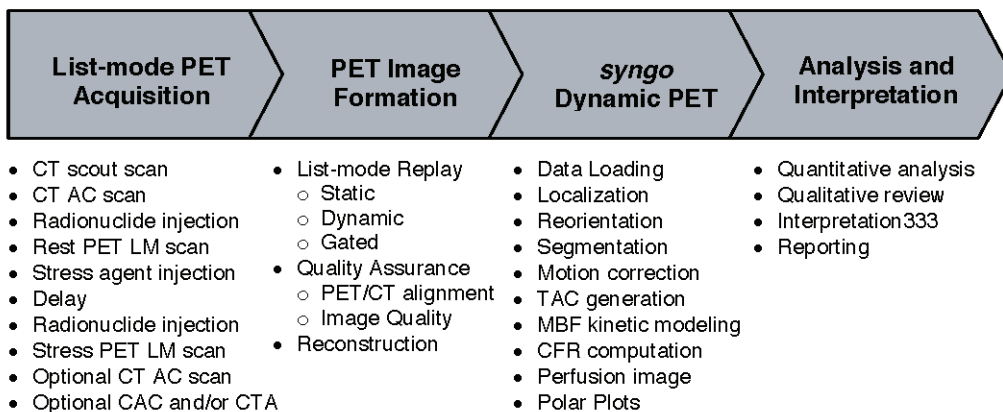 List-mode PET
Acquisition
PET Image
Formation
syngo
Dynamic PET
Analysis and
Interpretation
• CT scout scan
• CT AC scan
• Radionuclide injection
• Rest PET LM scan
• Stress agent injection
• Delay
• Radionuclide injection
• Stress PET LM scan
• Optional CT AC scan
• Optional CAC and/or CTA
• List-mode Replay
○ Static
○ Dynamic
○ Gated
• Quality Assurance
○ PET/CT alignment
○ Image Quality
• Reconstruction
• Data Loading
• Localization
• Reorientation
• Segmentation
• Motion correction
• TAC generation
• MBF kinetic modeling
• CFR computation
• Perfusion image
• Polar Plots
• Quantitative analysis
• Qualitative review
• Interpretation333
• Reporting